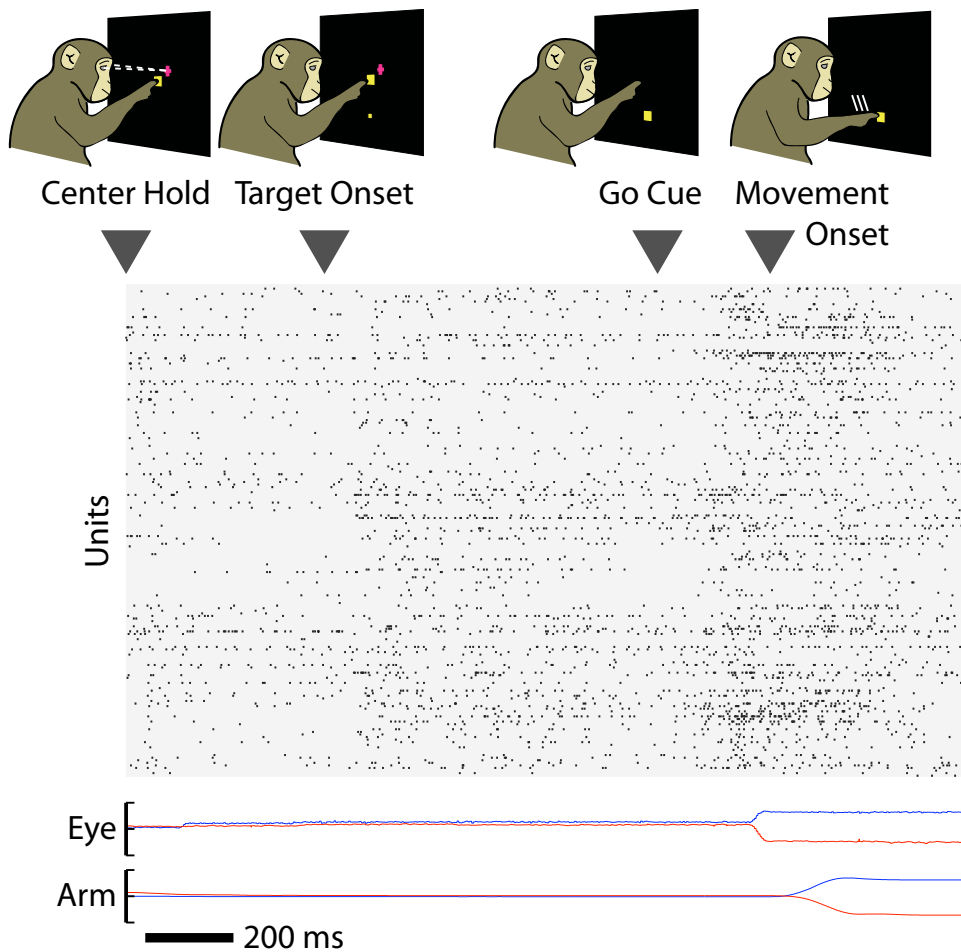 Center Hold
Target Onset
Go Cue
Movement
Onset
Units
Eye
Arm
200 ms